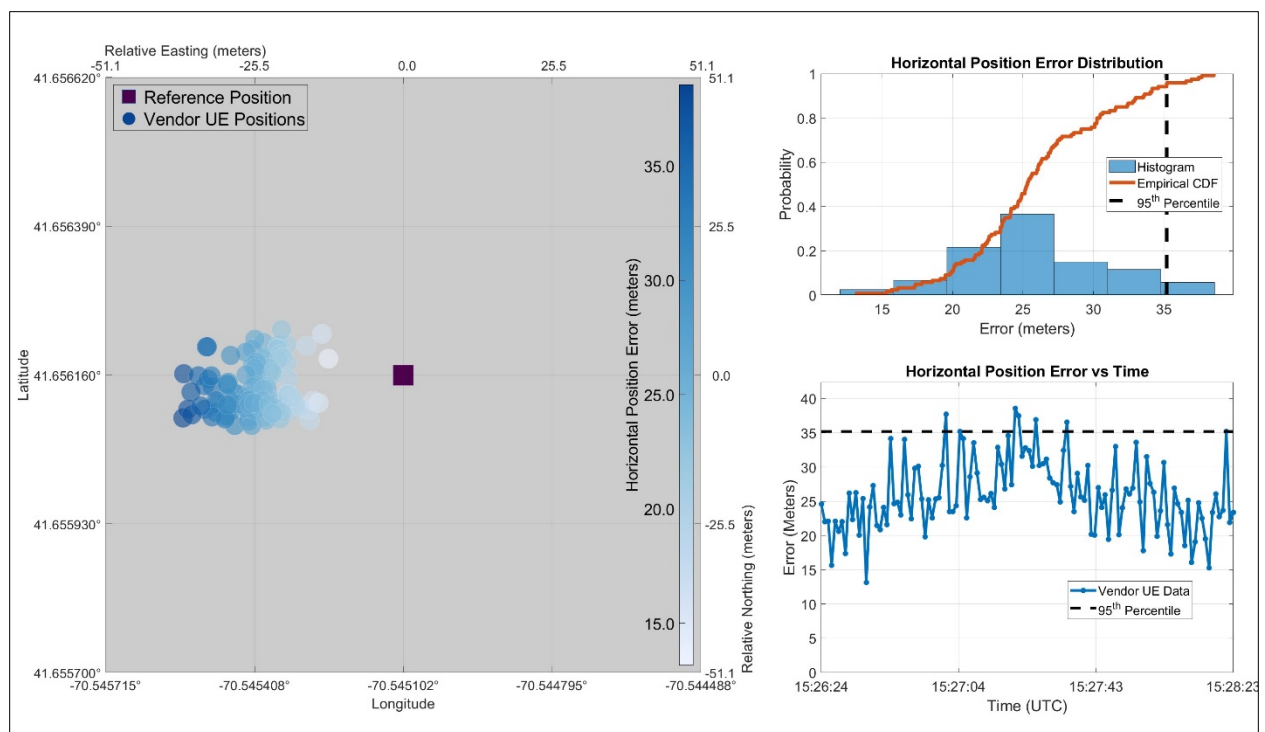 Relative Easting (meters)
-51.1 -25.5 0.0 25.5 51.1
41.656620°
41.656390°
41.656160°
41.655930°
41.655700°
Latitude
Reference Position
Vendor UE Positions
-70.545715° -70.545408° -70.545102° -70.544795° -70.544488°
Longitude
35.0
30.0
25.0
20.0
15.0
Horizontal Position Error (meters)
51.1
25.5
0.0
-25.5
-51.1
Relative Northing (meters)
Horizontal Position Error Distribution
1
0.8
0.6
0.4
0.2
0
Probability
Histogram
Empirical CDF
95th Percentile
15 20 25 30 35
Error (meters)
Horizontal Position Error vs Time
40
35
30
25
20
15
10
5
0
Error (Meters)
Vendor UE Data
95th Percentile
15:26:24 15:27:04 15:27:43 15:28:23
Time (UTC)